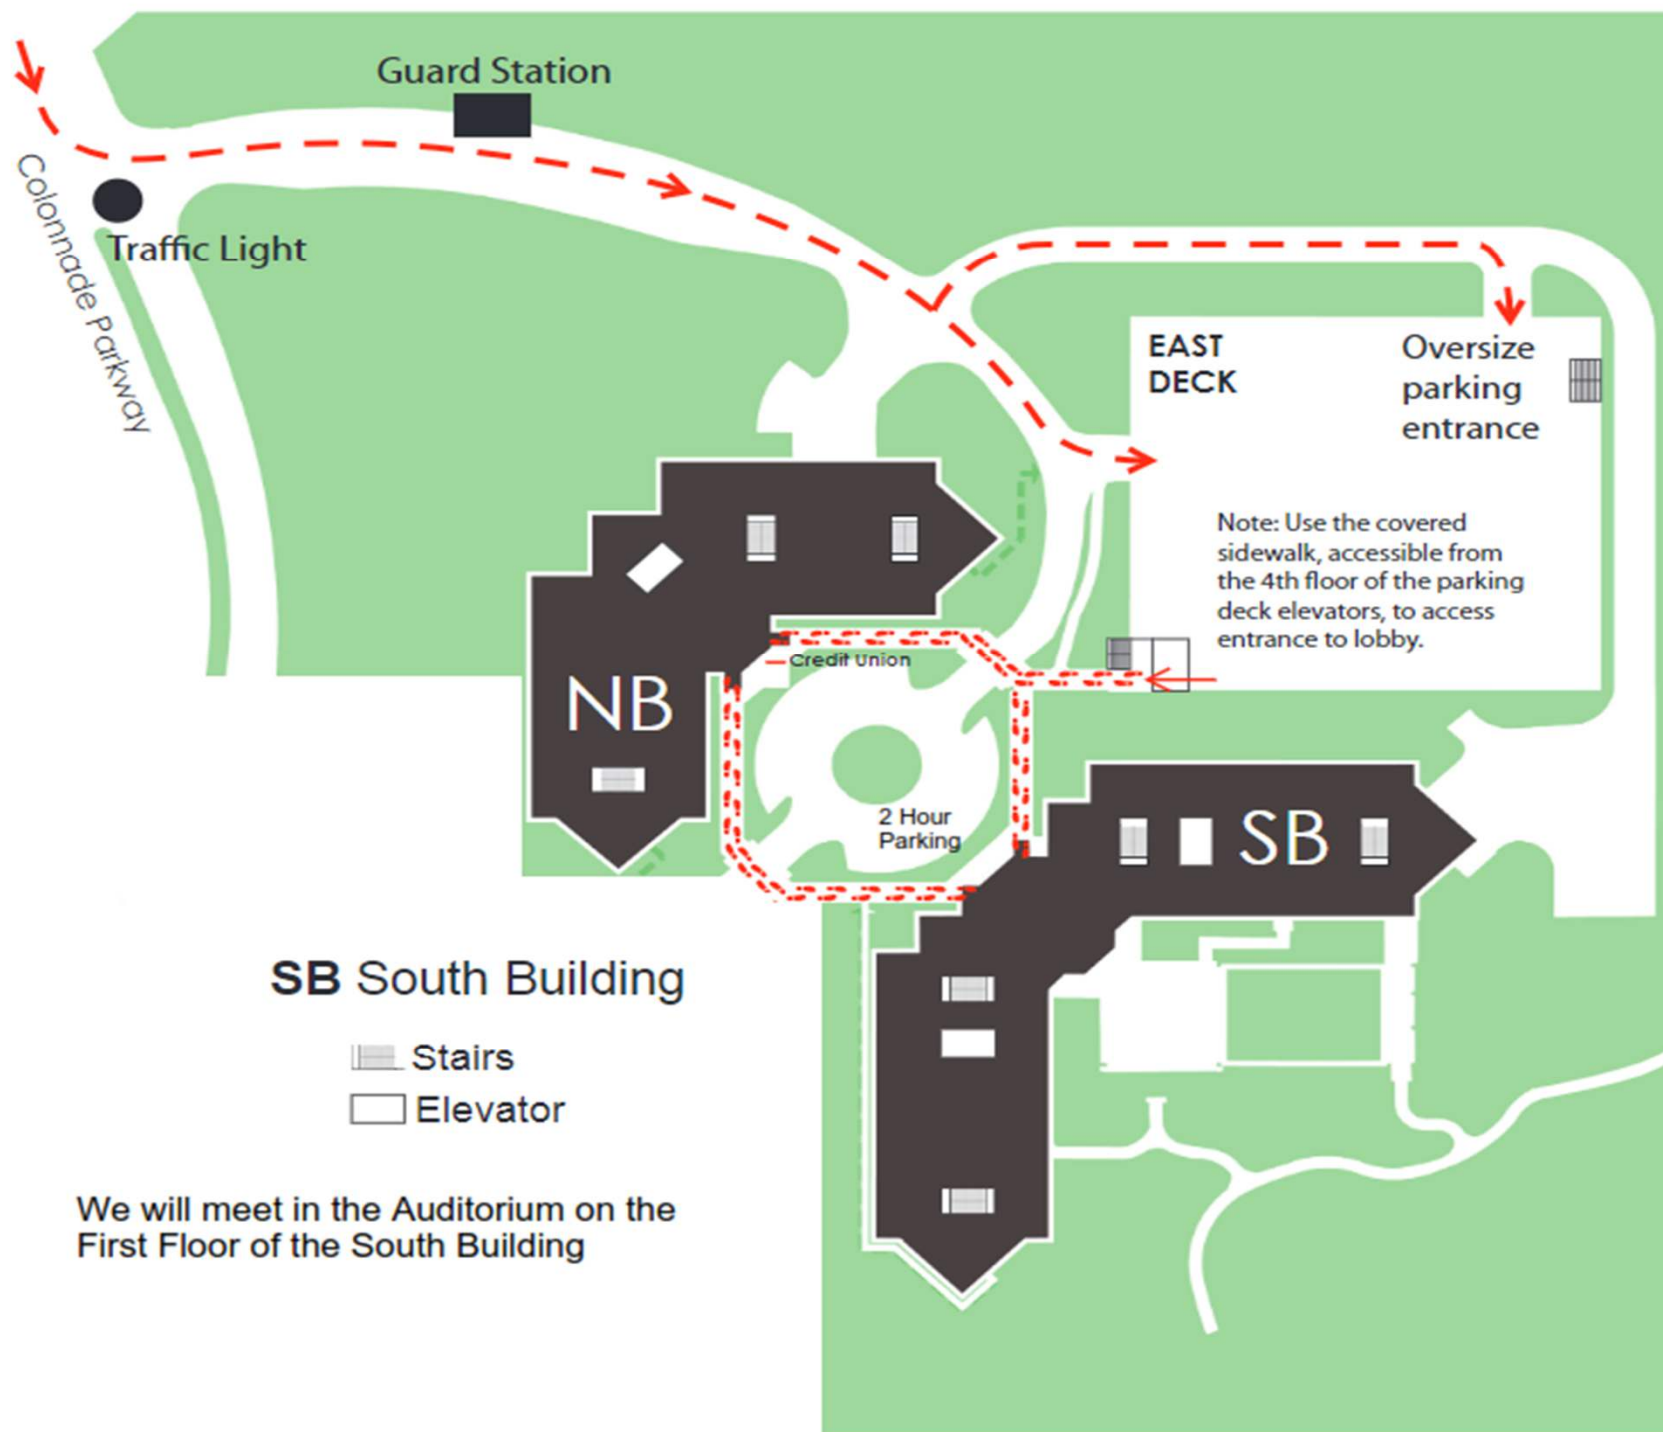 Guard Station
Traffic Light
Colonnade Parkway
EAST
DECK
Oversize
parking
entrance
Note: Use the covered
sidewalk, accessible from
the 4th floor of the parking
deck elevators, to access
entrance to lobby.
Credit Union
NB
2 Hour
Parking
SB
SB South Building
Stairs
Elevator
We will meet in the Auditorium on the
First Floor of the South Building